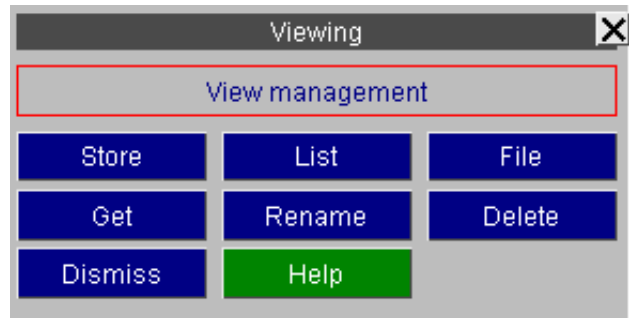 Viewing
View management
Store List File
Get Rename Delete
Dismiss Help